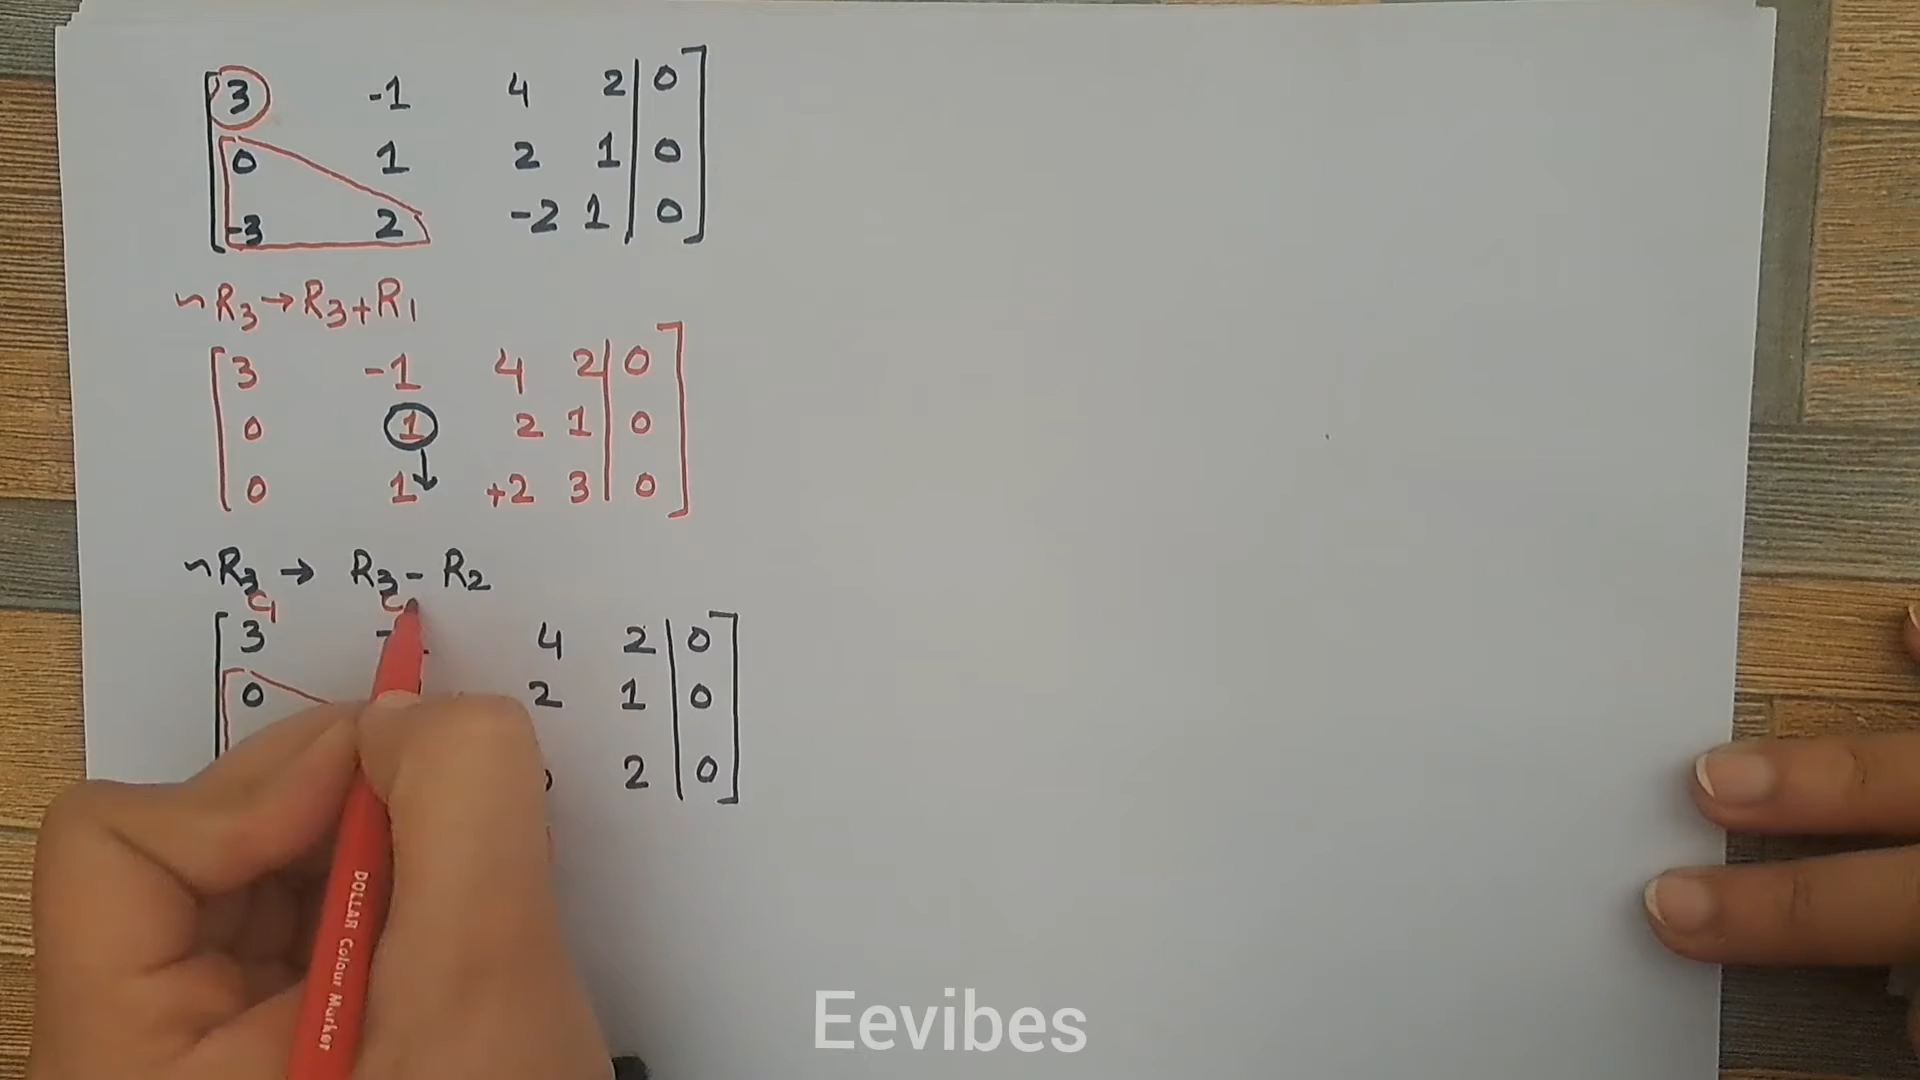 3 -1 4 2 0
0 1 2 1 0
-3 2 -2 1 0
~R3→R3+R1
3 -1 4 2 0
0 1 2 1 0
0 1 +2 3 0
~R3 → R3 - R2
C1
3 - 4 2 0
0 2 1 0
2 0
DOLLAR Colour Marker
Eevibes